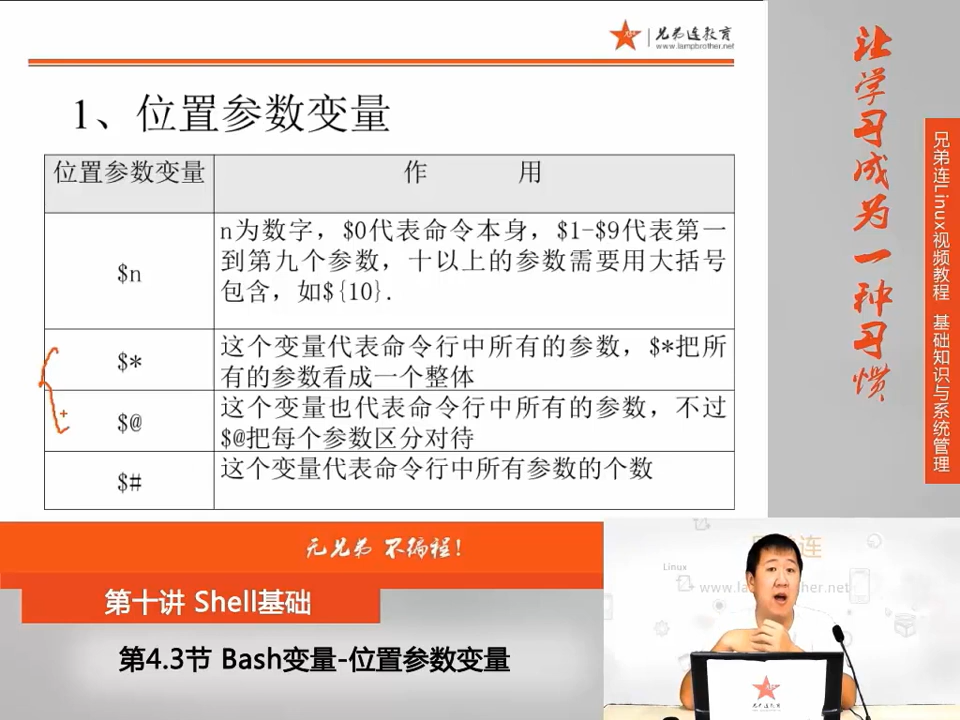 兄弟连教育
www.lampbrother.net
1、位置参数变量
位置参数变量
作 用
$n
n为数字，$0代表命令本身，$1-$9代表第一
到第九个参数，十以上的参数需要用大括号
包含，如${10}.
$*
这个变量代表命令行中所有的参数，$*把所
有的参数看成一个整体
$@
这个变量也代表命令行中所有的参数，不过
$@把每个参数区分对待
$#
这个变量代表命令行中所有参数的个数
让学习成为一种习惯
兄弟连Linux视频教程 基础知识与系统管理
无兄弟 不编程！
第十讲 Shell基础
第4.3节 Bash变量-位置参数变量
Linux
兄弟连教育